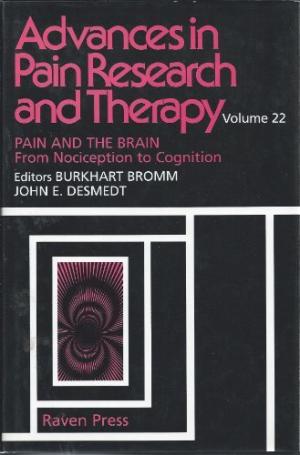 Advances in
Pain Research
and Therapy Volume 22
PAIN AND THE BRAIN
From Nociception to Cognition
Editors BURKHART BROMM
JOHN E. DESMEDT
Raven Press